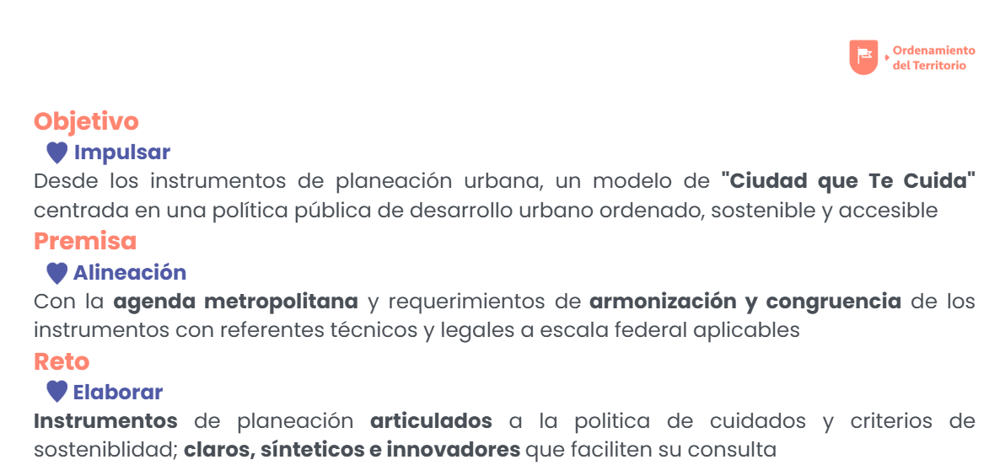 Ordenamiento
del Territorio
Objetivo
Impulsar
Desde los instrumentos de planeación urbana, un modelo de "Ciudad que Te Cuida"
centrada en una política pública de desarrollo urbano ordenado, sostenible y accesible
Premisa
Alineación
Con la agenda metropolitana y requerimientos de armonización y congruencia de los
instrumentos con referentes técnicos y legales a escala federal aplicables
Reto
Elaborar
Instrumentos de planeación articulados a la politica de cuidados y criterios de
sosteniblidad; claros, sínteticos e innovadores que faciliten su consulta